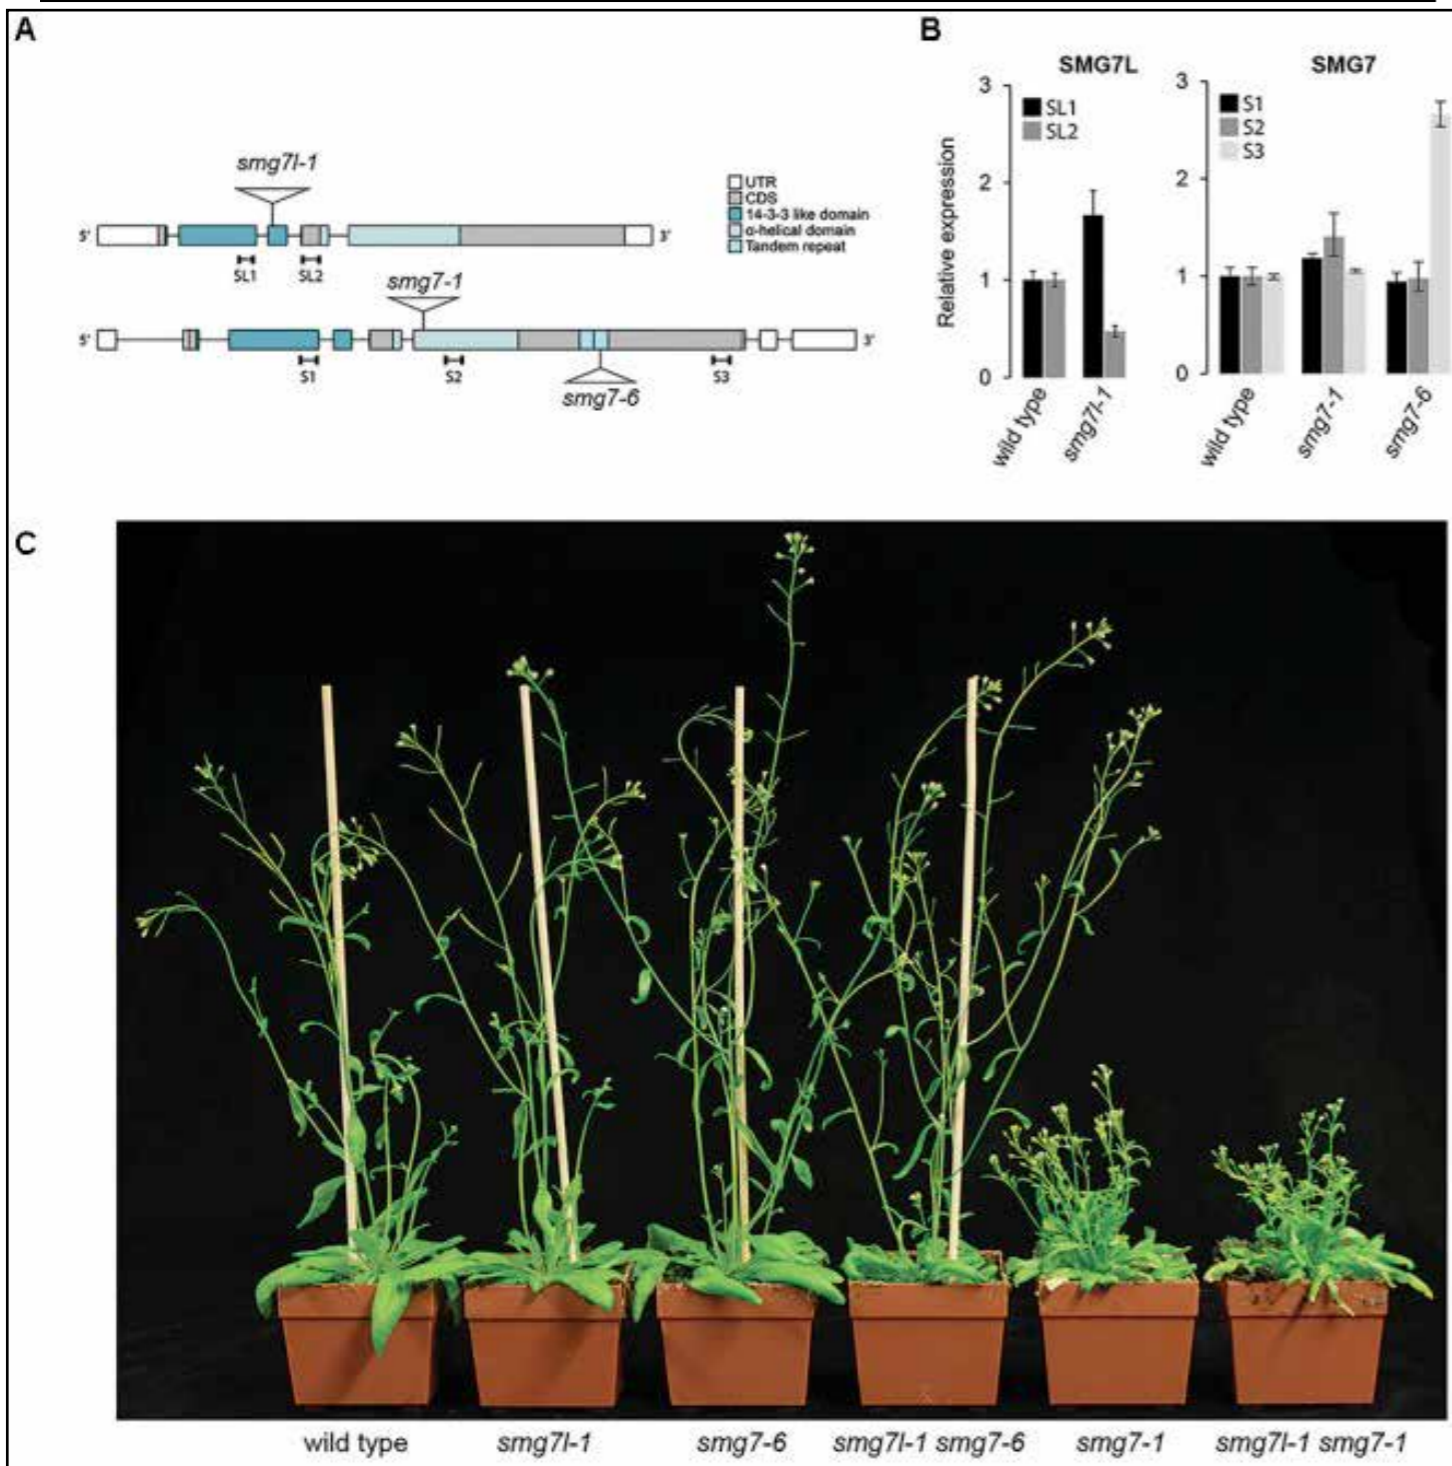 A
smg7l-1
UTR
CDS
14-3-3 like domain
α-helical domain
Tandem repeat
5'
3'
SL1
SL2
smg7-1
5'
3'
S1
S2
S3
smg7-6
B
SMG7L
SMG7
Relative expression
3
2
1
0
SL1
SL2
wild type
smg7l-1
3
2
1
0
S1
S2
S3
wild type
smg7-1
smg7-6
C
wild type
smg7l-1
smg7-6
smg7l-1 smg7-6
smg7-1
smg7l-1 smg7-1